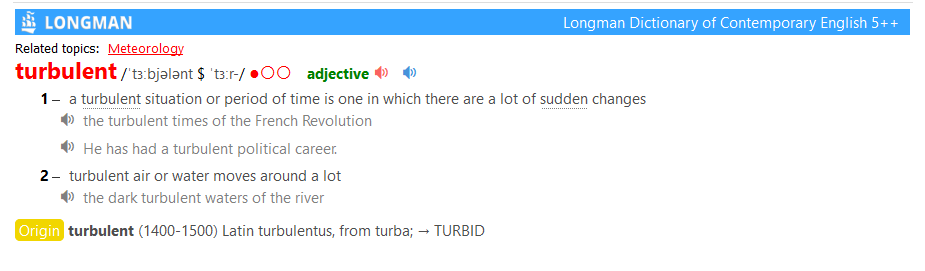 LONGMAN Longman Dictionary of Contemporary English 5++
Related topics: Meteorology
turbulent /ˈtɜːbjələnt $ ˈtɜːr-/ ●○○ adjective
1 – a turbulent situation or period of time is one in which there are a lot of sudden changes
the turbulent times of the French Revolution
He has had a turbulent political career.
2 – turbulent air or water moves around a lot
the dark turbulent waters of the river
Origin turbulent (1400-1500) Latin turbulentus, from turba; → TURBID